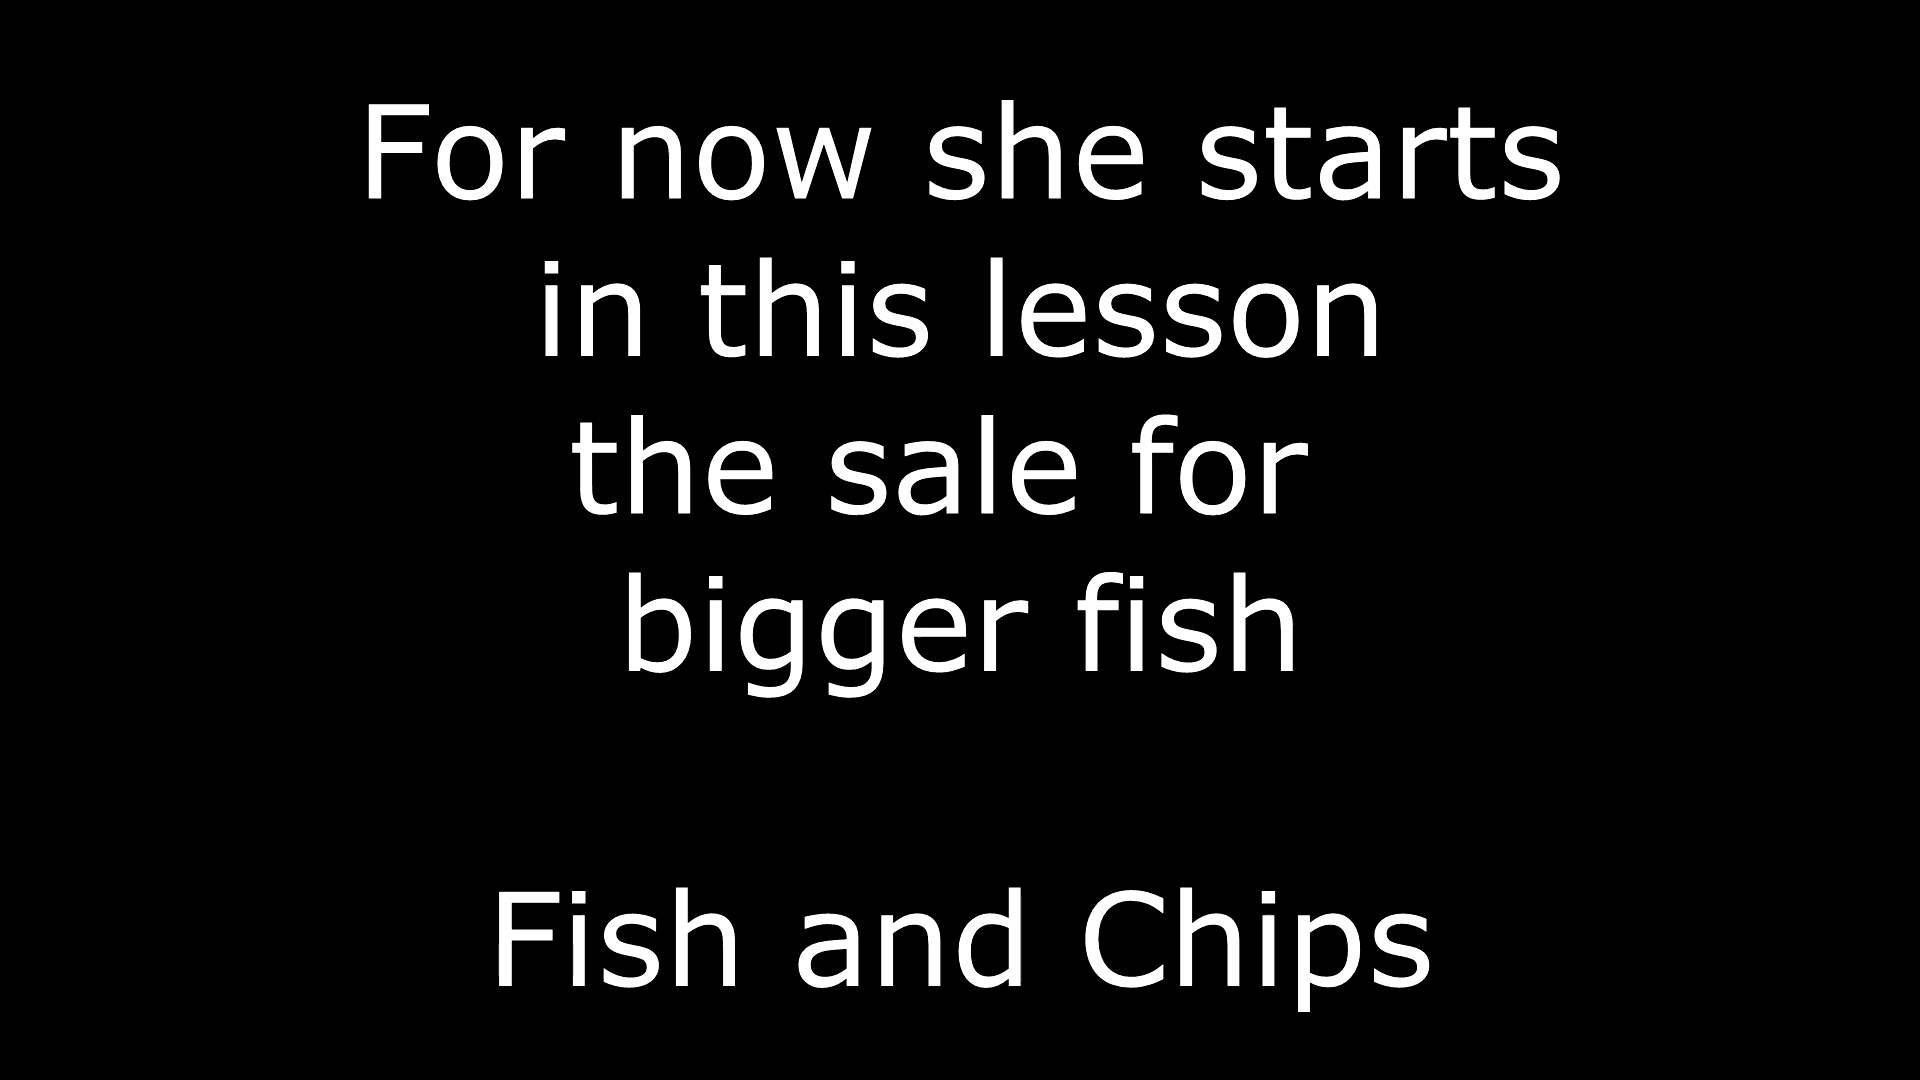 For now she starts
in this lesson
the sale for
bigger fish
Fish and Chips